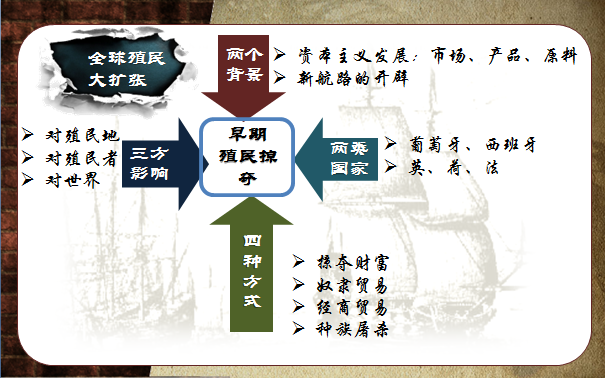 全球殖民
大扩张
两个
背景
➢ 资本主义发展：市场、产品、原料
➢ 新航路的开辟
➢ 对殖民地
➢ 对殖民者
➢ 对世界
三方
影响
早期
殖民掠
夺
两乘
国家
➢ 葡萄牙、西班牙
➢ 英、荷、法
四
种
方
式
➢ 掠夺财富
➢ 奴隶贸易
➢ 经商贸易
➢ 种族屠杀